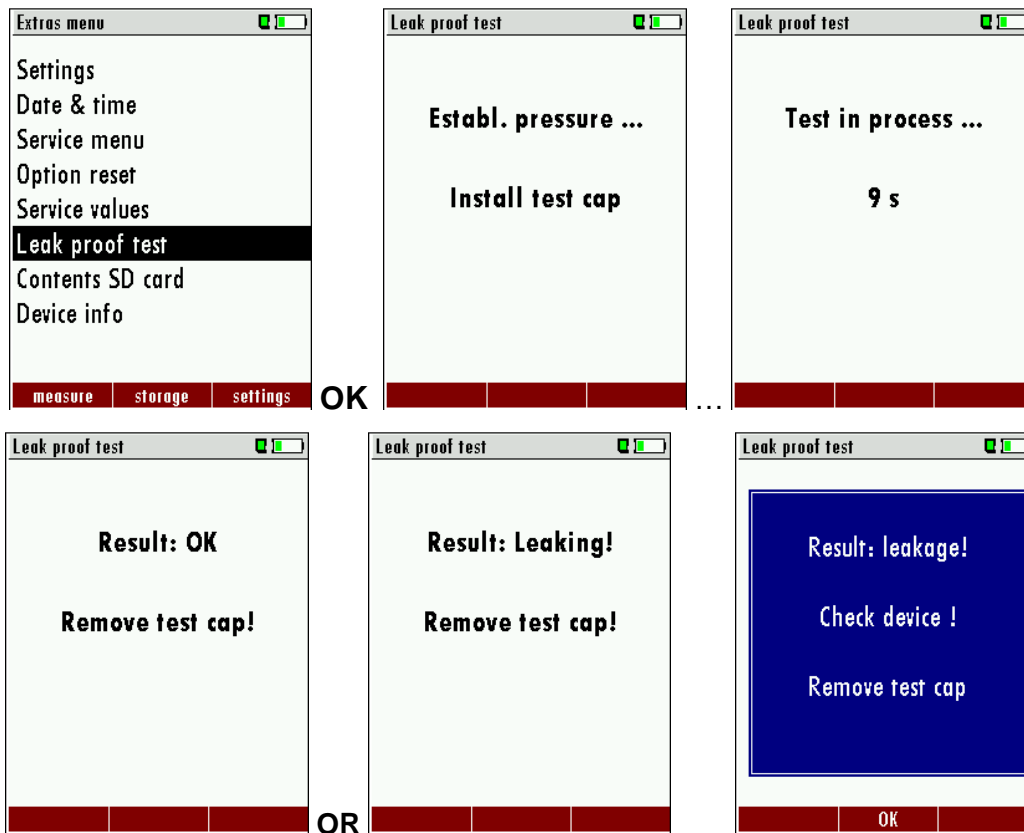 Extras menu
Settings
Date & time
Service menu
Option reset
Service values
Leak proof test
Contents SD card
Device info
measure storage settings
OK
Leak proof test
Establ. pressure ...
Install test cap
...
Leak proof test
Test in process ...
9 s
Leak proof test
Result: OK
Remove test cap!
OR
Leak proof test
Result: Leaking!
Remove test cap!
Leak proof test
Result: leakage!
Check device !
Remove test cap
OK